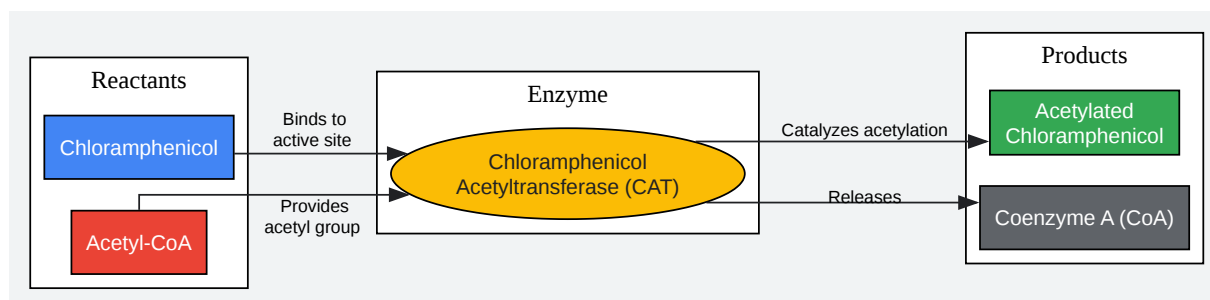 Reactants
Chloramphenicol
Acetyl-CoA
Binds to
active site
Provides
acetyl group
Enzyme
Chloramphenicol
Acetyltransferase (CAT)
Catalyzes acetylation
Releases
Products
Acetylated
Chloramphenicol
Coenzyme A (CoA)